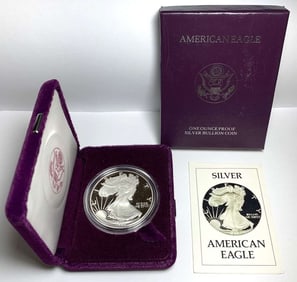 AMERICAN EAGLE
ONE OUNCE PROOF
SILVER BULLION COIN
SILVER
AMERICAN
EAGLE